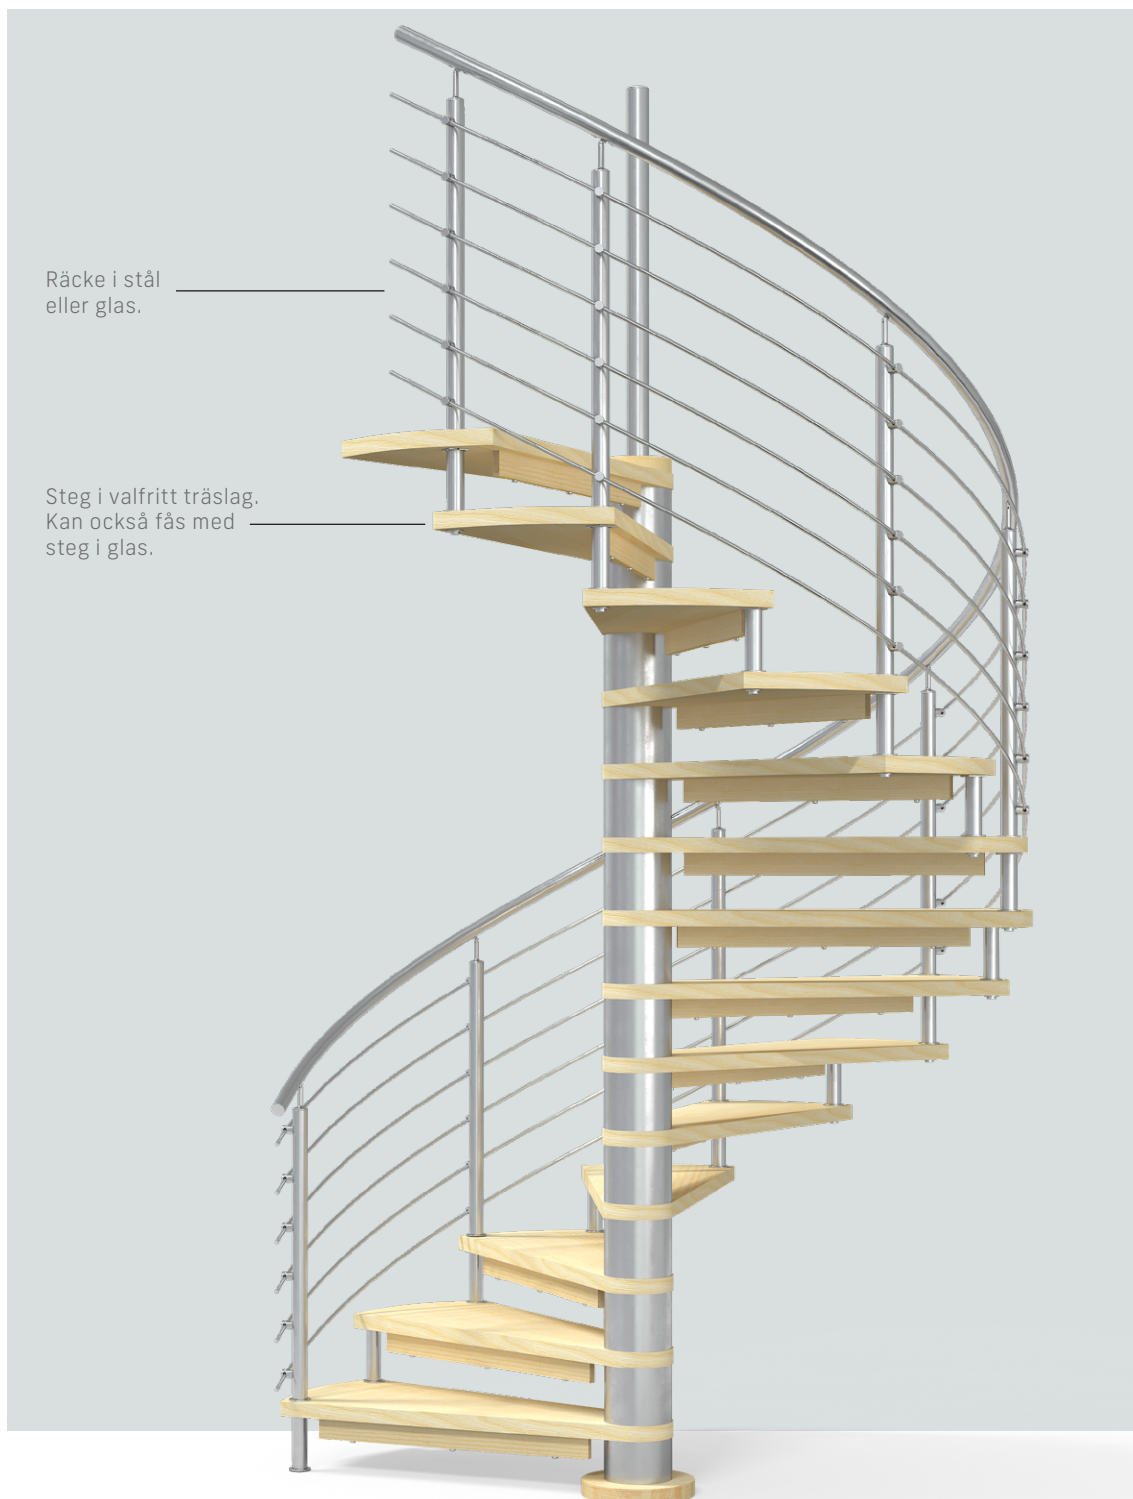 Räcke i stål
eller glas.
Steg i valfritt träslag.
Kan också fås med
steg i glas.